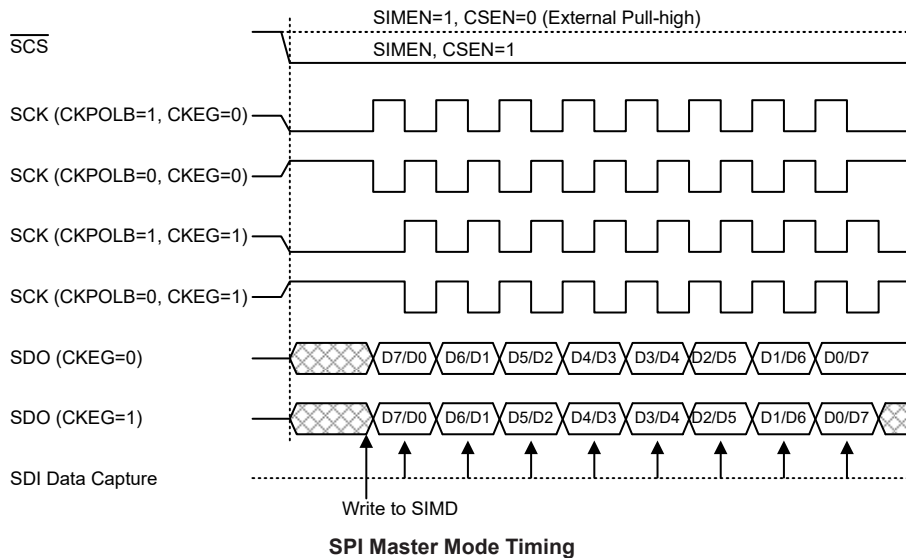 SIMEN=1, CSEN=0 (External Pull-high)
SCS
SIMEN, CSEN=1
SCK (CKPOLB=1, CKEG=0)
SCK (CKPOLB=0, CKEG=0)
SCK (CKPOLB=1, CKEG=1)
SCK (CKPOLB=0, CKEG=1)
SDO (CKEG=0) D7/D0 D6/D1 D5/D2 D4/D3 D3/D4 D2/D5 D1/D6 D0/D7
SDO (CKEG=1) D7/D0 D6/D1 D5/D2 D4/D3 D3/D4 D2/D5 D1/D6 D0/D7
SDI Data Capture
Write to SIMD
SPI Master Mode Timing